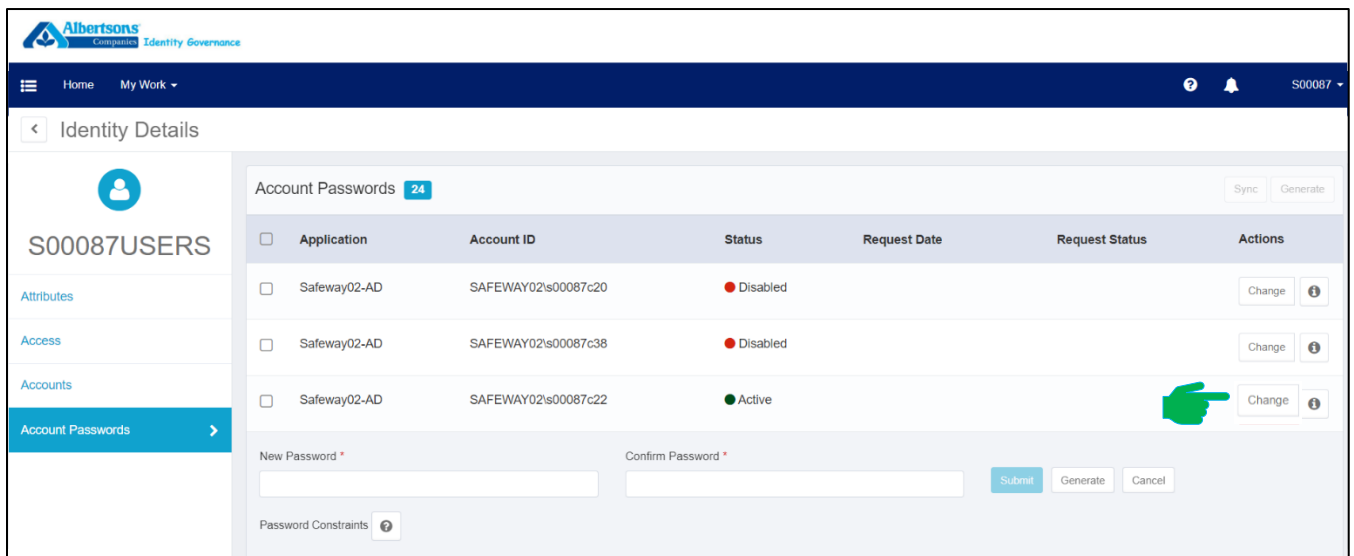 Albertsons
Companies Identity Governance
Home My Work S00087
Identity Details
Account Passwords 24 Sync Generate
S00087USERS
Application Account ID Status Request Date Request Status Actions
Attributes
Safeway02-AD SAFEWAY02\s00087c20 Disabled Change
Access
Safeway02-AD SAFEWAY02\s00087c38 Disabled Change
Accounts
Safeway02-AD SAFEWAY02\s00087c22 Active Change
Account Passwords
New Password * Confirm Password *
Submit Generate Cancel
Password Constraints ?